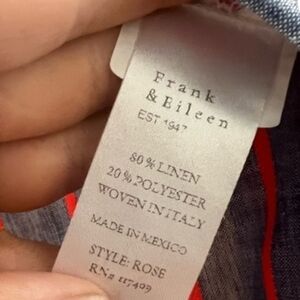 Frank
& Eileen
EST 1947
80% LINEN
20% POLYESTER
WOVEN IN ITALY
MADE IN MEXICO
STYLE: ROSE
RN# 117409